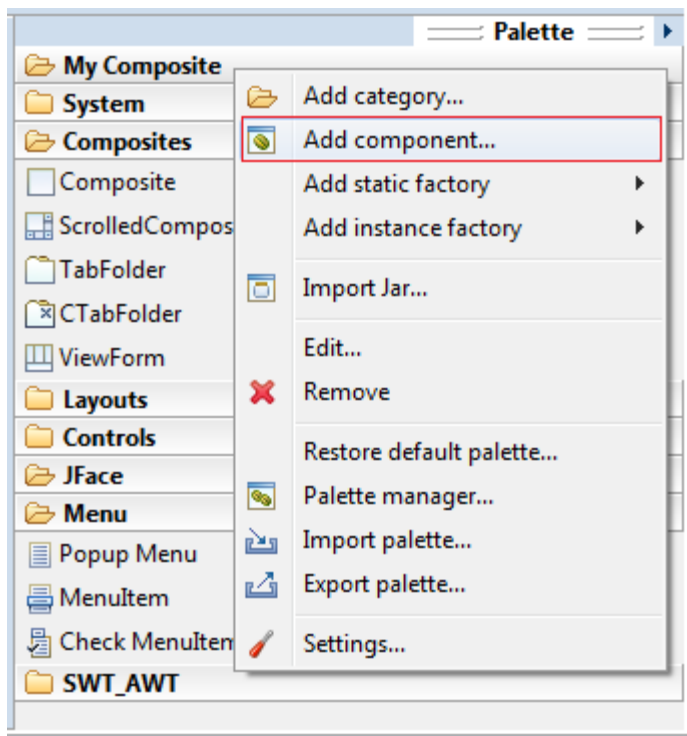 Palette
My Composite
System
Composites
Composite
ScrolledCompos
TabFolder
CTabFolder
ViewForm
Layouts
Controls
JFace
Menu
Popup Menu
MenuItem
Check MenuItem
SWT_AWT
Add category...
Add component...
Add static factory
Add instance factory
Import Jar...
Edit...
Remove
Restore default palette...
Palette manager...
Import palette...
Export palette...
Settings...